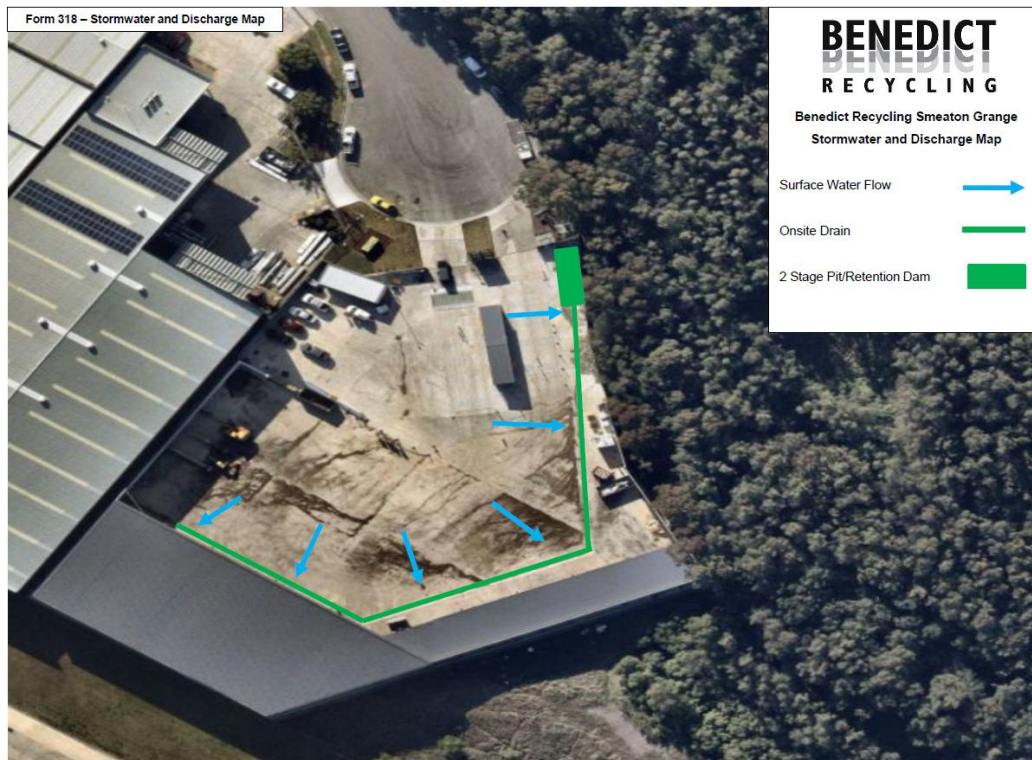 Form 318 – Stormwater and Discharge Map
BENEDICT
RECYCLING
Benedict Recycling Smeaton Grange
Stormwater and Discharge Map
Surface Water Flow
Onsite Drain
2 Stage Pit/Retention Dam